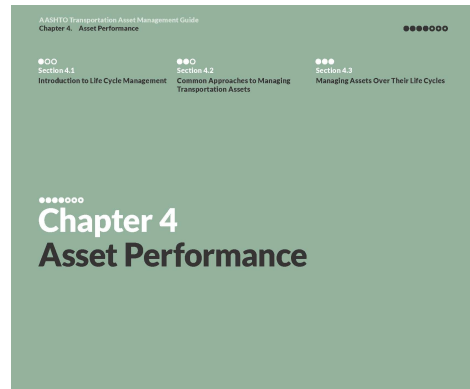 AASHTO Transportation Asset Management Guide
Chapter 4. Asset Performance
Section 4.1
Introduction to Life Cycle Management
Section 4.2
Common Approaches to Managing
Transportation Assets
Section 4.3
Managing Assets Over Their Life Cycles
Chapter 4
Asset Performance